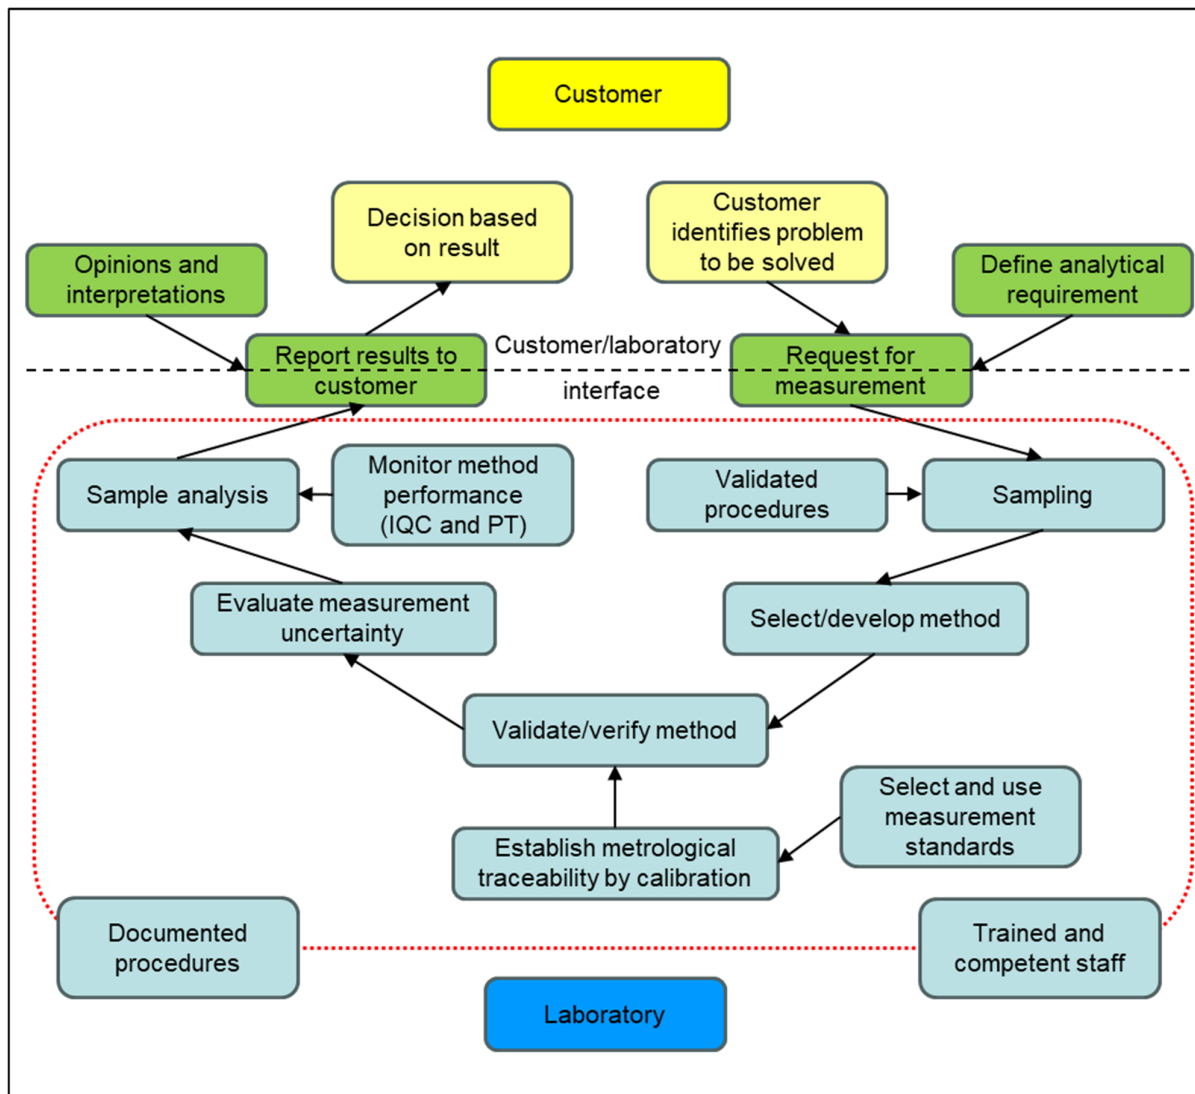 Customer
Decision based
on result
Customer
identifies problem
to be solved
Opinions and
interpretations
Define analytical
requirement
Report results to
customer
Customer/laboratory
interface
Request for
measurement
Sample analysis
Monitor method
performance
(IQC and PT)
Validated
procedures
Sampling
Evaluate measurement
uncertainty
Select/develop method
Validate/verify method
Select and use
measurement
standards
Establish metrological
traceability by calibration
Documented
procedures
Trained and
competent staff
Laboratory